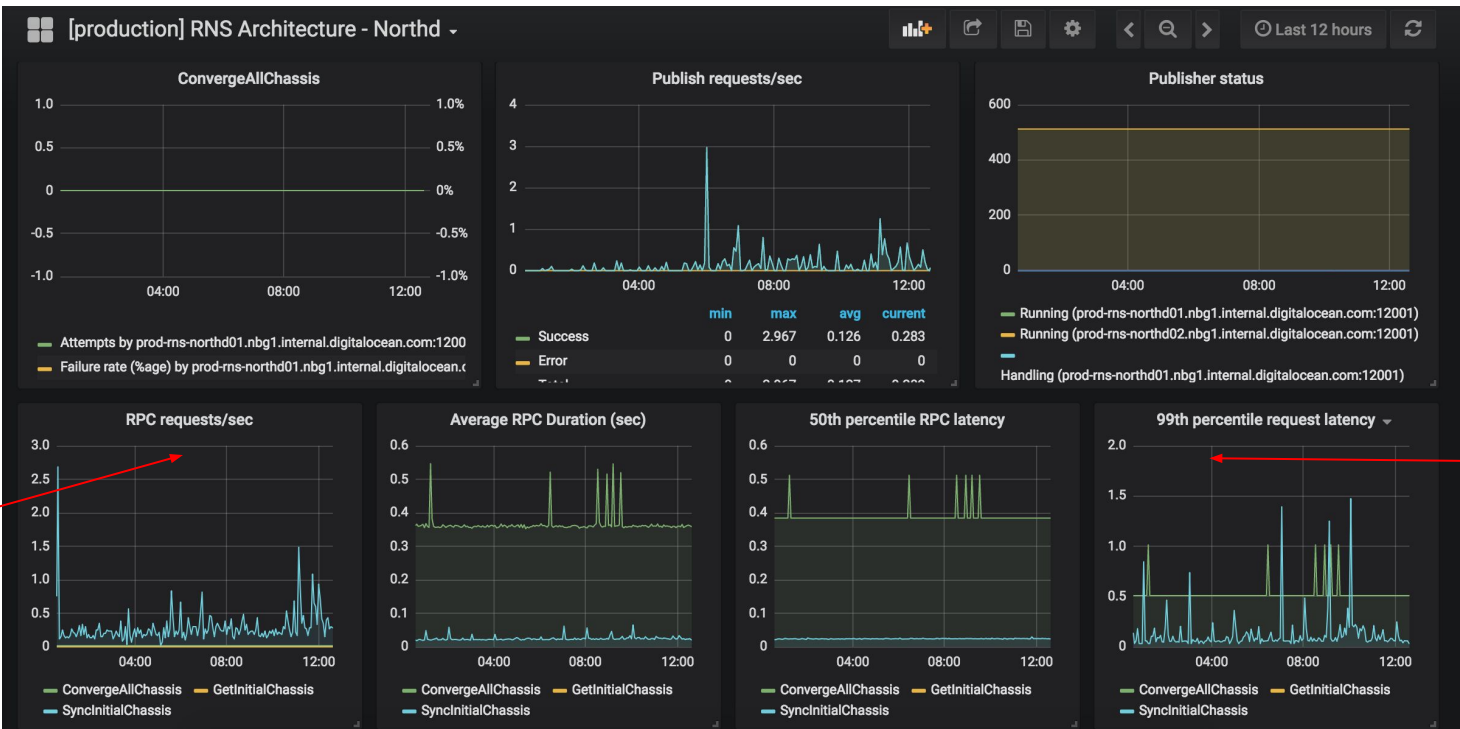 [production] RNS Architecture - Northd
Last 12 hours
ConvergeAllChassis
1.0 1.0%
0.5 0.5%
0 0%
-0.5 -0.5%
-1.0 -1.0%
04:00 08:00 12:00
Attempts by prod-rns-northd01.nbg1.internal.digitalocean.com:1200
Failure rate (%age) by prod-rns-northd01.nbg1.internal.digitalocean.c
Publish requests/sec
4
3
2
1
0
04:00 08:00 12:00
min max avg current
Success 0 2.967 0.126 0.283
Error 0 0 0 0
Publisher status
600
400
200
0
04:00 08:00 12:00
Running (prod-rns-northd01.nbg1.internal.digitalocean.com:12001)
Running (prod-rns-northd02.nbg1.internal.digitalocean.com:12001)
Handling (prod-rns-northd01.nbg1.internal.digitalocean.com:12001)
RPC requests/sec
3.0
2.5
2.0
1.5
1.0
0.5
0
04:00 08:00 12:00
ConvergeAllChassis GetInitialChassis
SyncInitialChassis
Average RPC Duration (sec)
0.6
0.5
0.4
0.3
0.2
0.1
0
04:00 08:00 12:00
ConvergeAllChassis GetInitialChassis
SyncInitialChassis
50th percentile RPC latency
0.6
0.5
0.4
0.3
0.2
0.1
0
04:00 08:00 12:00
ConvergeAllChassis GetInitialChassis
SyncInitialChassis
99th percentile request latency
2.0
1.5
1.0
0.5
0
04:00 08:00 12:00
ConvergeAllChassis GetInitialChassis
SyncInitialChassis